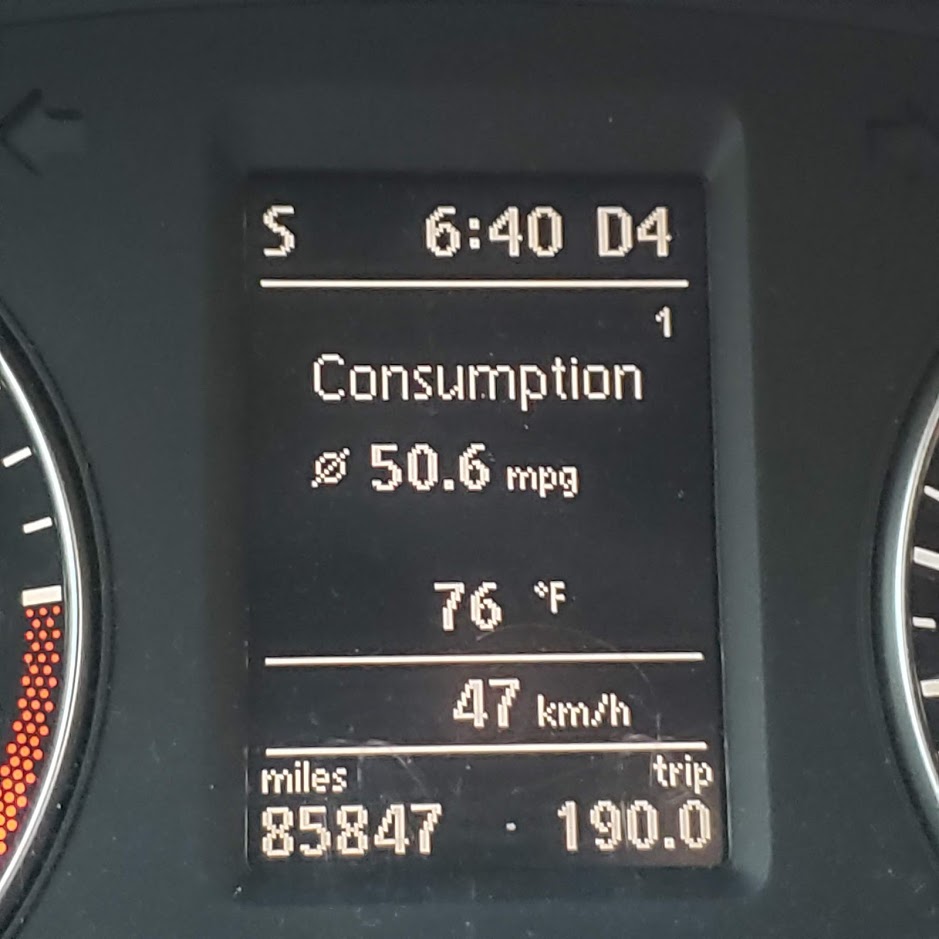 S 6:40 D4
1
Consumption
Ø 50.6 mpg
76 °F
47 km/h
miles trip
85847 190.0